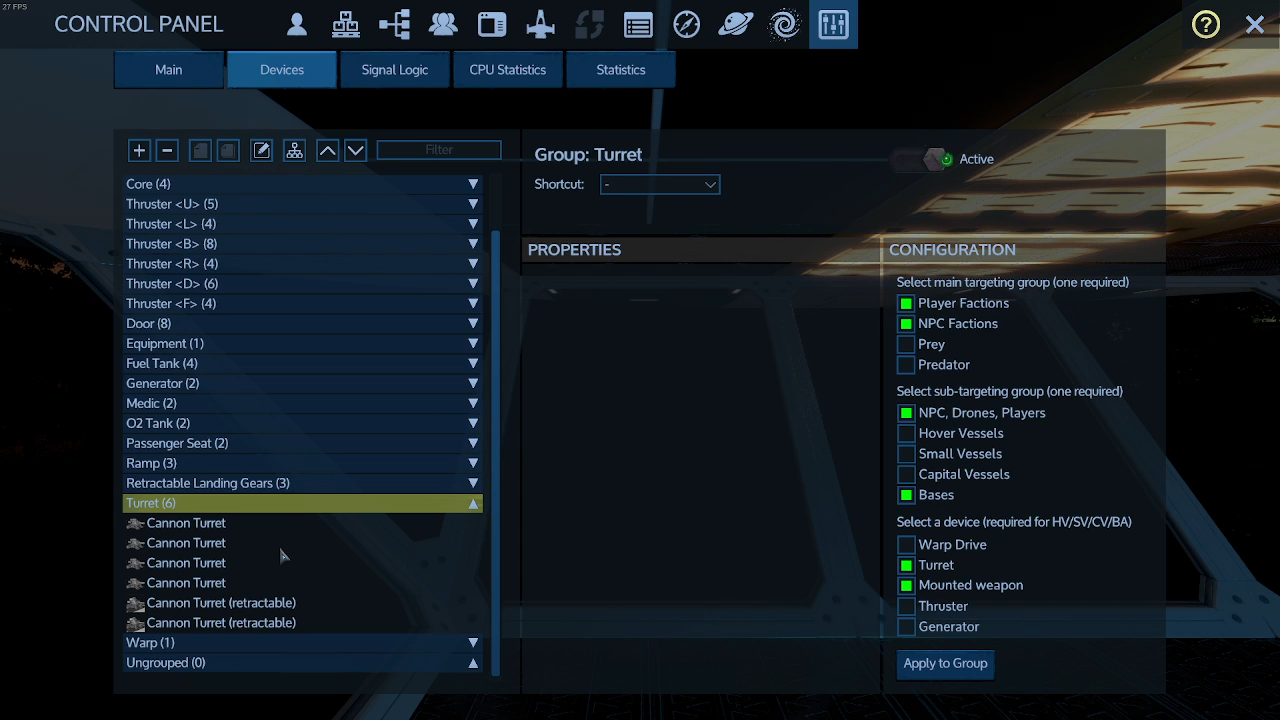 27 FPS
CONTROL PANEL
?
Main
Devices
Signal Logic
CPU Statistics
Statistics
Filter
Core (4)
Thruster <U> (5)
Thruster <L> (4)
Thruster <B> (8)
Thruster <R> (4)
Thruster <D> (6)
Thruster <F> (4)
Door (8)
Equipment (1)
Fuel Tank (4)
Generator (2)
Medic (2)
O2 Tank (2)
Passenger Seat (2)
Ramp (3)
Retractable Landing Gears (3)
Turret (6)
Cannon Turret
Cannon Turret
Cannon Turret
Cannon Turret
Cannon Turret (retractable)
Cannon Turret (retractable)
Warp (1)
Ungrouped (0)
Group: Turret
Active
Shortcut: -
PROPERTIES
CONFIGURATION
Select main targeting group (one required)
Player Factions
NPC Factions
Prey
Predator
Select sub-targeting group (one required)
NPC, Drones, Players
Hover Vessels
Small Vessels
Capital Vessels
Bases
Select a device (required for HV/SV/CV/BA)
Warp Drive
Turret
Mounted weapon
Thruster
Generator
Apply to Group